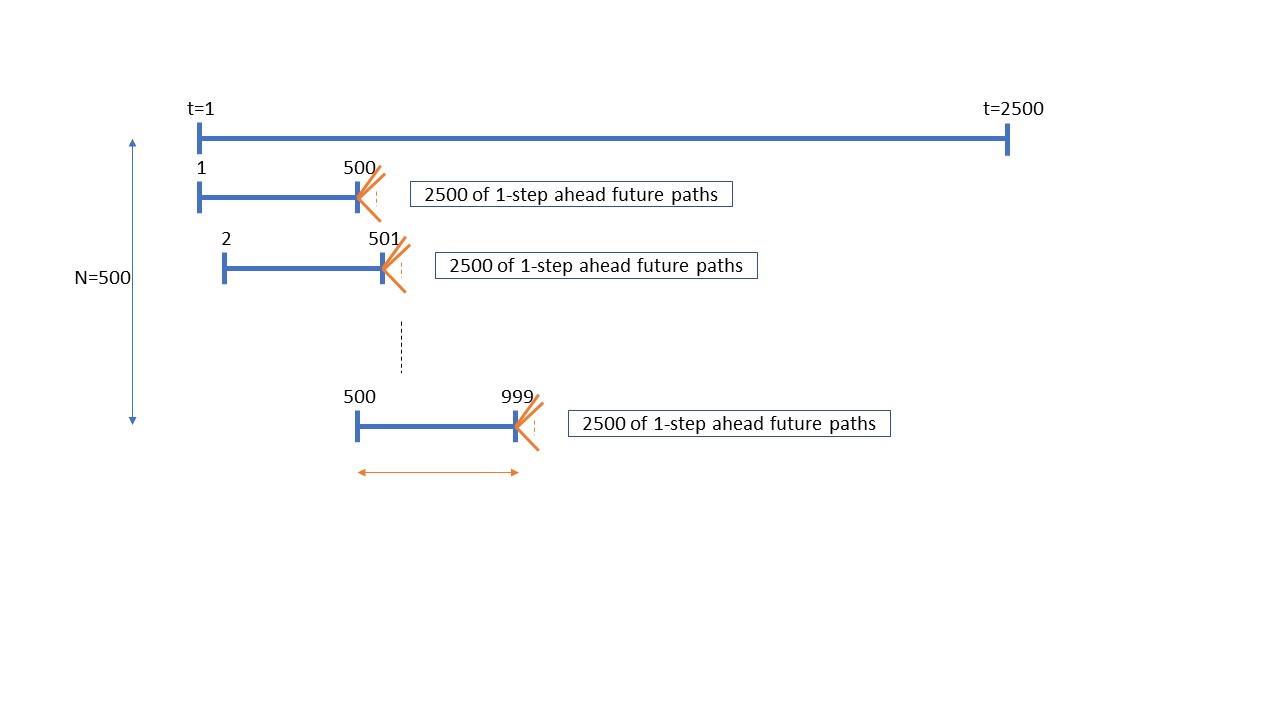 t=1
t=2500
1
500
2500 of 1-step ahead future paths
2
501
2500 of 1-step ahead future paths
N=500
500
999
2500 of 1-step ahead future paths